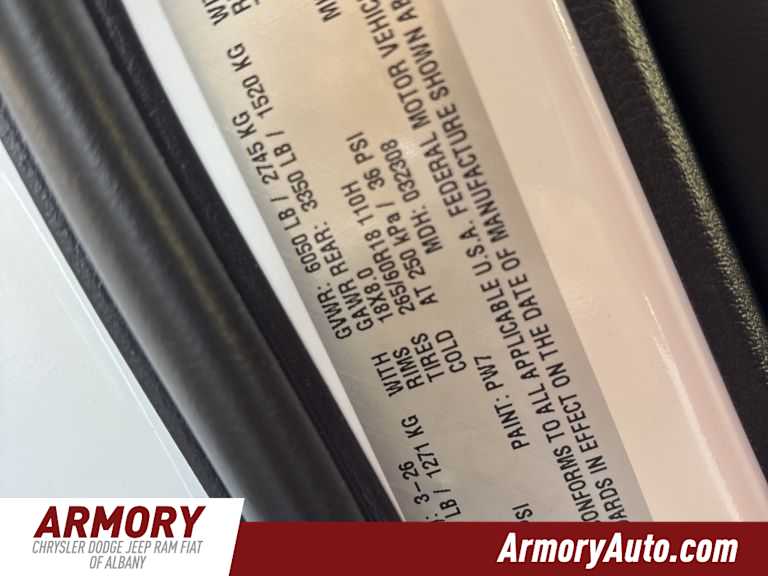 GVWR: 6050 LB / 2745 KG
GAWR REAR: 3350 LB / 1520 KG
: 3-26
WITH 18X8.0
LB / 1271 KG
RIMS 265/60R18 110H
TIRES AT 250 kPa / 36 PSI
COLD MDH: 032308
PAINT: PW7
CONFORMS TO ALL APPLICABLE U.S.A. FEDERAL MOTOR VEHIC
ARDS IN EFFECT ON THE DATE OF MANUFACTURE SHOWN AB
ARMORY
CHRYSLER DODGE JEEP RAM FIAT
OF ALBANY
ArmoryAuto.com